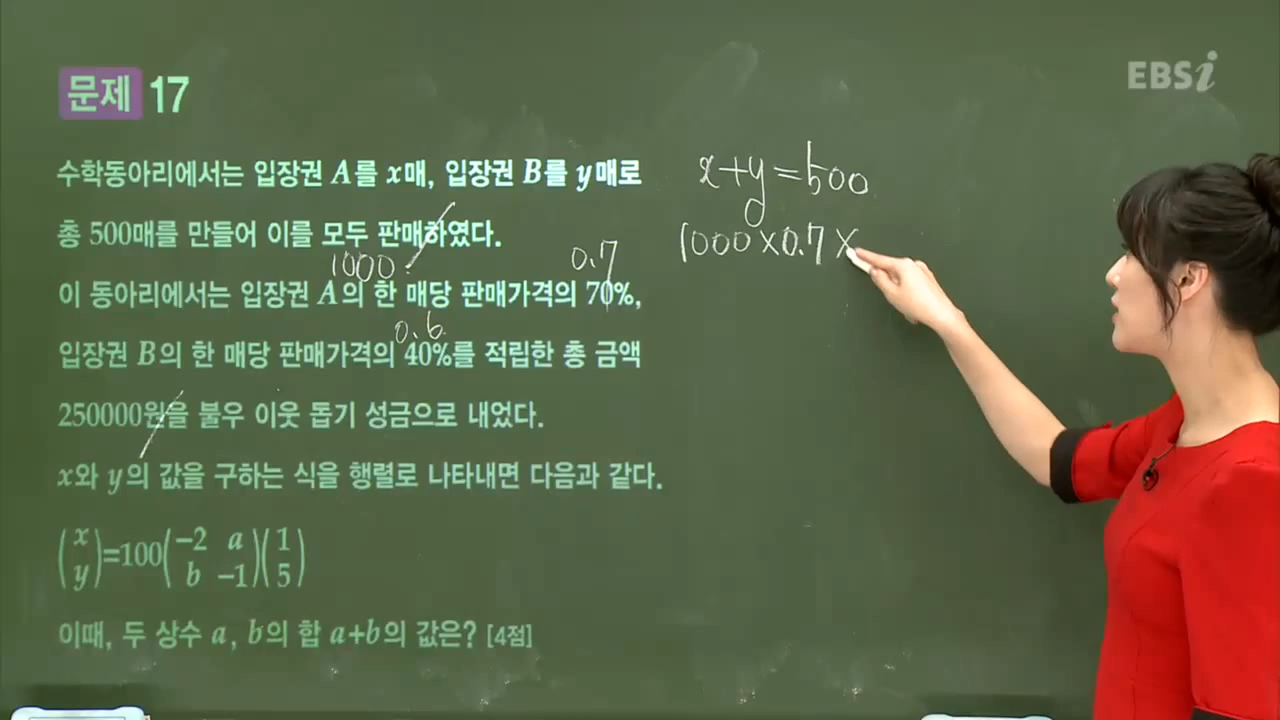 EBSi
문제 17
수학동아리에서는 입장권 A를 x매, 입장권 B를 y매로
총 500매를 만들어 이를 모두 판매하였다.
1000 0.7
이 동아리에서는 입장권 A의 한 매당 판매가격의 70%,
0.6
입장권 B의 한 매당 판매가격의 40%를 적립한 총 금액
250000원을 불우 이웃 돕기 성금으로 내었다.
x와 y의 값을 구하는 식을 행렬로 나타내면 다음과 같다.
(x y)=100(-2 a b -1)(1 5)
이때, 두 상수 a, b의 합 a+b의 값은? [4점]
x+y=500
1000×0.7×